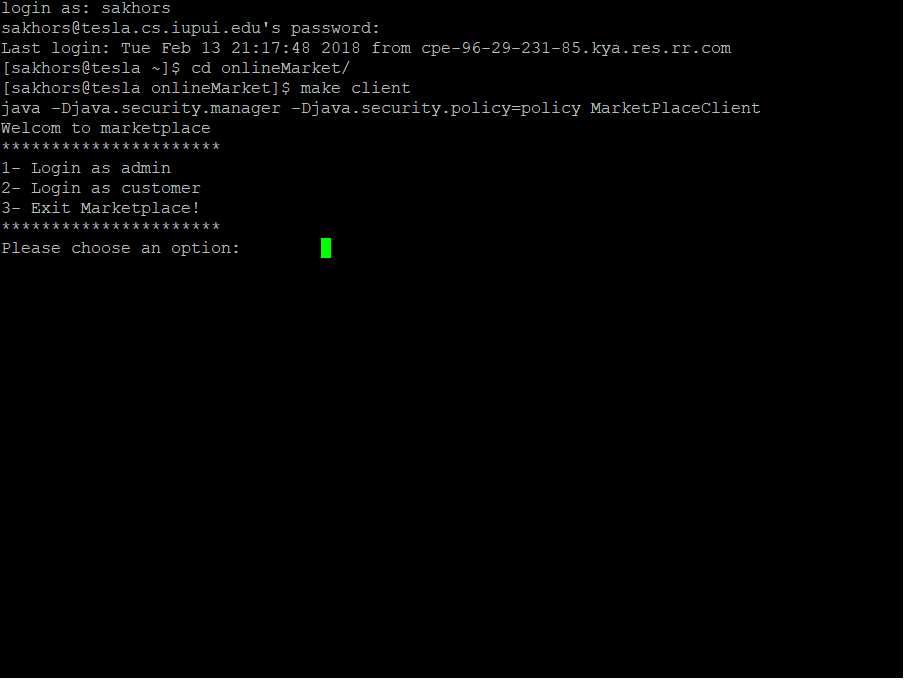 login as: sakhors
sakhors@tesla.cs.iupui.edu's password:
Last login: Tue Feb 13 21:17:48 2018 from cpe-96-29-231-85.kya.res.rr.com
[sakhors@tesla ~]$ cd onlineMarket/
[sakhors@tesla onlineMarket]$ make client
java -Djava.security.manager -Djava.security.policy=policy MarketPlaceClient
Welcom to marketplace
**********************
1- Login as admin
2- Login as customer
3- Exit Marketplace!
**********************
Please choose an option: